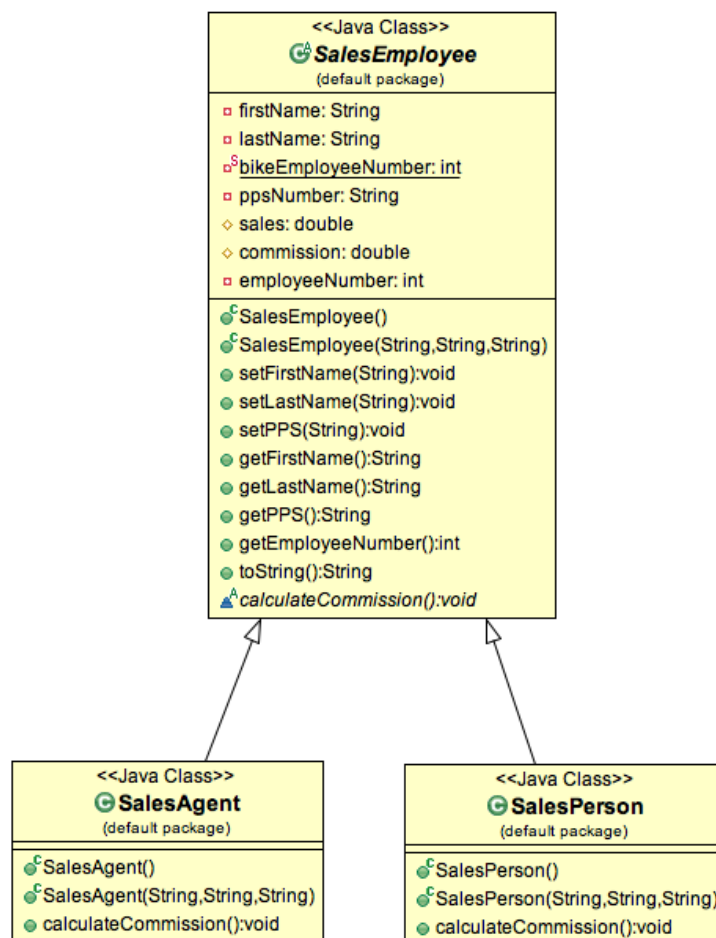 <<Java Class>>
SalesEmployee
(default package)
firstName: String
lastName: String
bikeEmployeeNumber: int
ppsNumber: String
sales: double
commission: double
employeeNumber: int
SalesEmployee()
SalesEmployee(String,String,String)
setFirstName(String):void
setLastName(String):void
setPPS(String):void
getFirstName():String
getLastName():String
getPPS():String
getEmployeeNumber():int
toString():String
calculateCommission():void
<<Java Class>>
SalesAgent
(default package)
SalesAgent()
SalesAgent(String,String,String)
calculateCommission():void
<<Java Class>>
SalesPerson
(default package)
SalesPerson()
SalesPerson(String,String,String)
calculateCommission():void